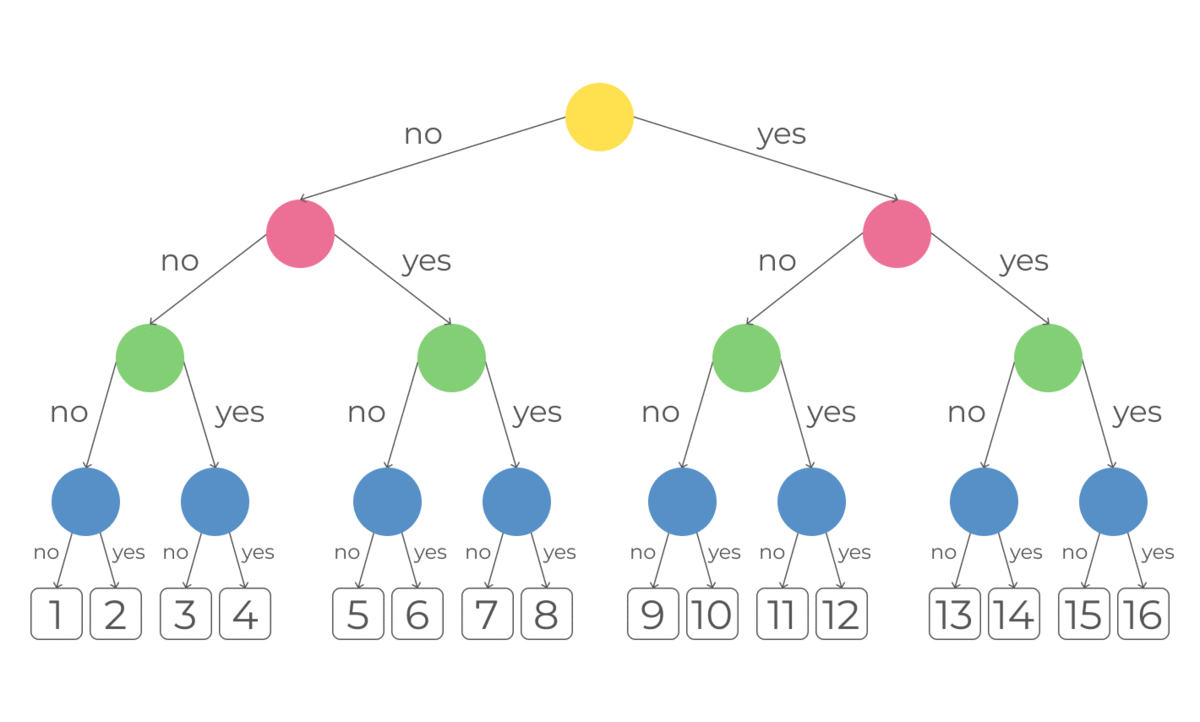 no yes
no yes no yes
no yes no yes no yes no yes
no yes no yes no yes no yes no yes no yes no yes no yes
1 2 3 4 5 6 7 8 9 10 11 12 13 14 15 16